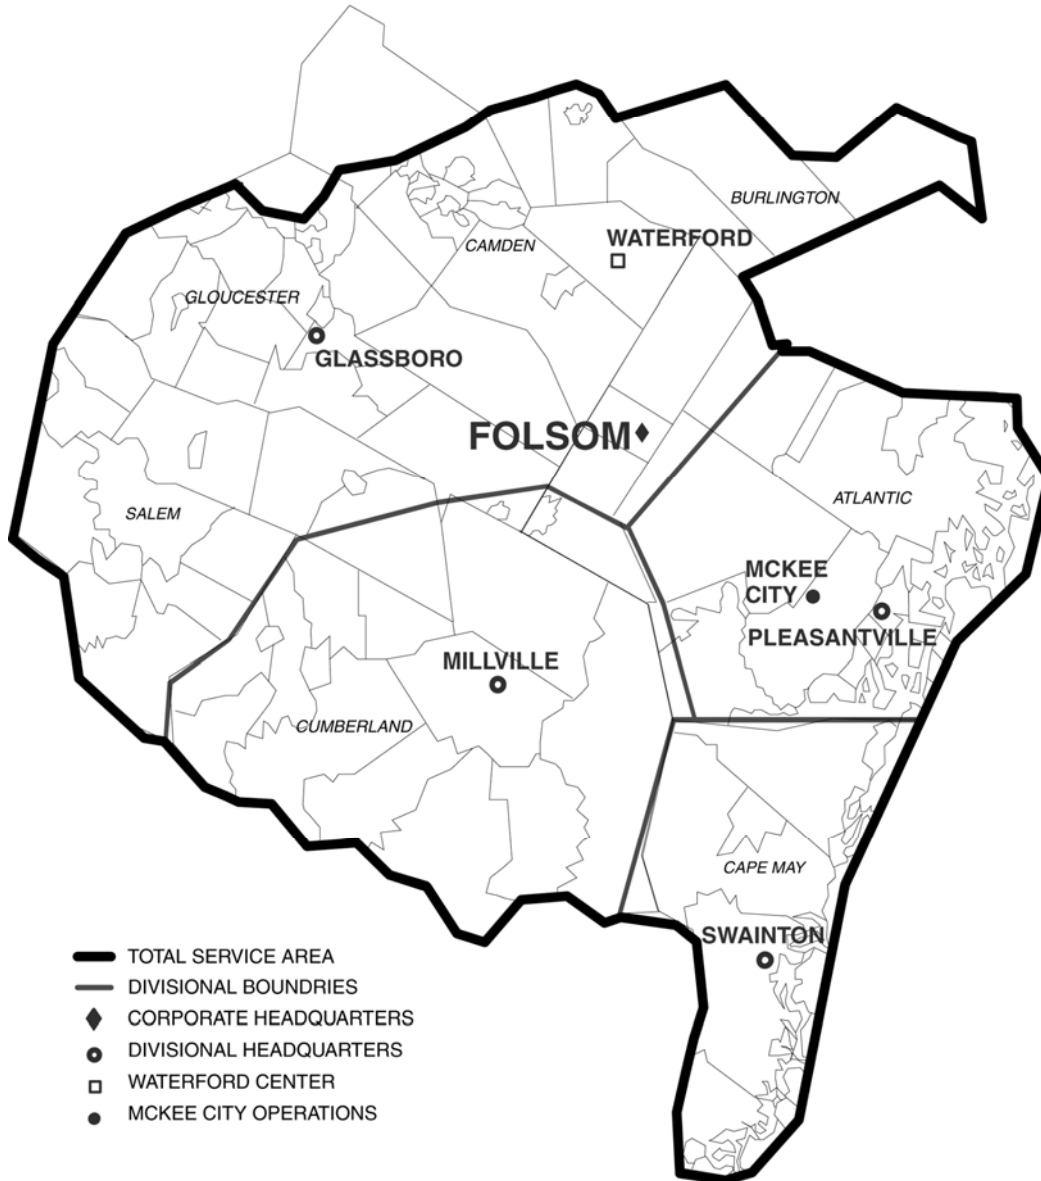 BURLINGTON
WATERFORD
CAMDEN
GLOUCESTER
GLASSBORO
FOLSOM
ATLANTIC
SALEM
MCKEE
CITY
PLEASANTVILLE
MILLVILLE
CUMBERLAND
CAPE MAY
SWAINTON
TOTAL SERVICE AREA
DIVISIONAL BOUNDRIES
CORPORATE HEADQUARTERS
DIVISIONAL HEADQUARTERS
WATERFORD CENTER
MCKEE CITY OPERATIONS